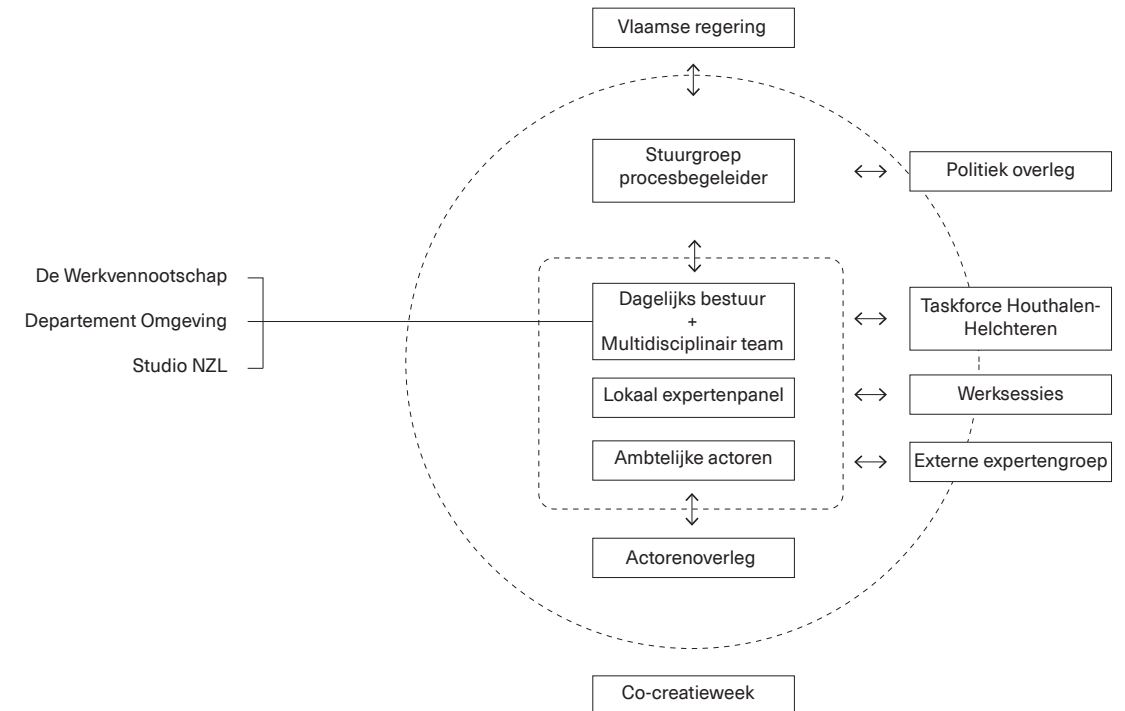 Vlaamse regering
Stuurgroep
procesbegeleider
Politiek overleg
De Werkvennootschap
Departement Omgeving
Studio NZL
Dagelijks bestuur
+
Multidisciplinair team
Taskforce Houthalen-
Helchteren
Lokaal expertenpanel
Werksessies
Ambtelijke actoren
Externe expertengroep
Actorenoverleg
Co-creatieweek